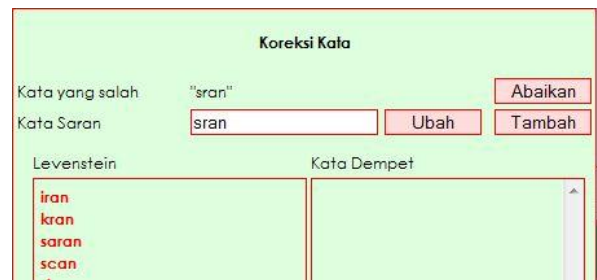 Koreksi Kata
Kata yang salah "sran" Abaikan
Kata Saran sran Ubah Tambah
Levenstein Kata Dempet
iran
kran
saran
scan